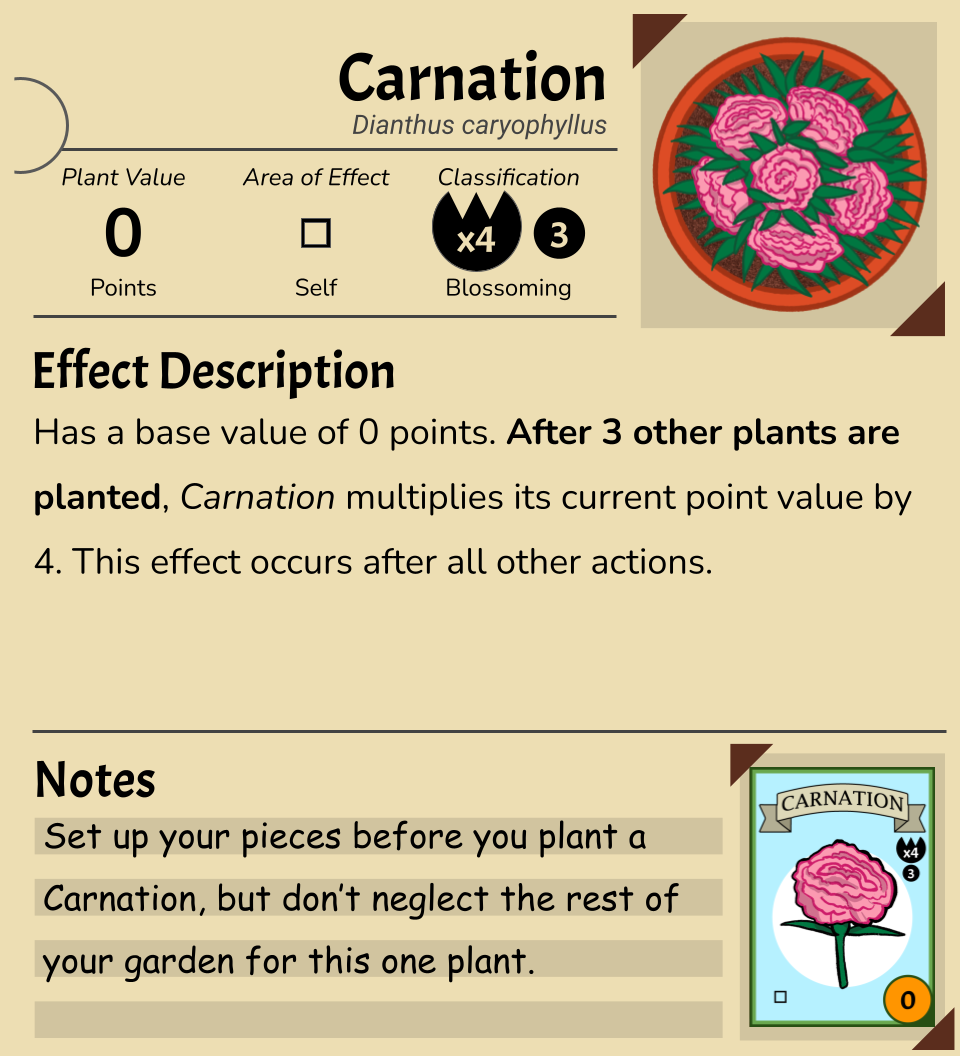 Carnation
Dianthus caryophyllus
Plant Value
Area of Effect
Classification
0
x4
3
Points
Self
Blossoming
Effect Description
Has a base value of 0 points. After 3 other plants are
planted, Carnation multiplies its current point value by
4. This effect occurs after all other actions.
Notes
Set up your pieces before you plant a
Carnation, but don't neglect the rest of
your garden for this one plant.
CARNATION
x4
3
0